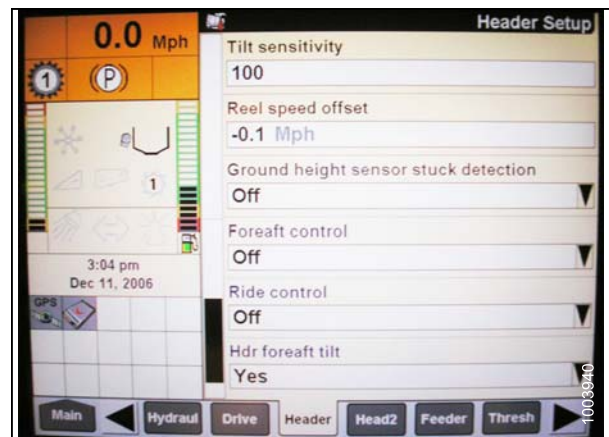 0.0 Mph
Header Setup
1
(P)
Tilt sensitivity
100
Reel speed offset
-0.1 Mph
Ground height sensor stuck detection
Off
1
Foreaft control
Off
3:04 pm
Dec 11, 2006
GPS
Ride control
Off
Hdr foreaft tilt
Yes
Main
Hydraul
Drive
Header
Head2
Feeder
Thresh
1003940